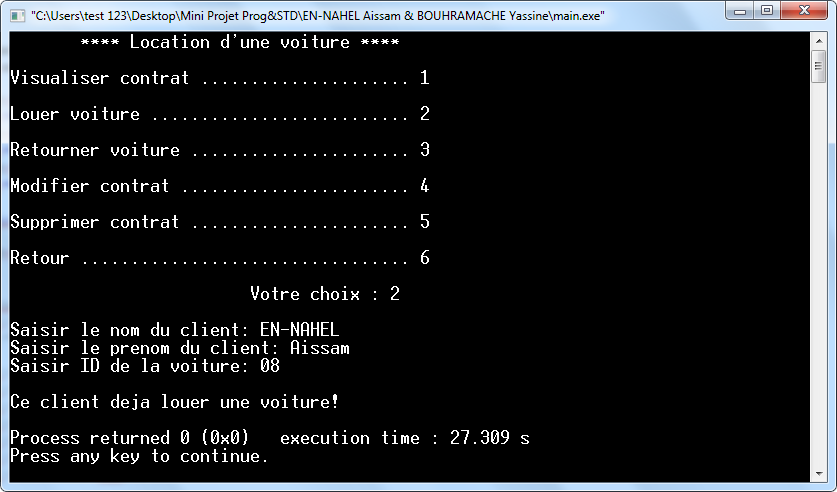 "C:\Users\test 123\Desktop\Mini Projet Prog&STD\EN-NAHEL Aissam & BOUHRAMACHE Yassine\main.exe"
**** Location d'une voiture ****
Visualiser contrat ..................... 1
Louer voiture .......................... 2
Retourner voiture ...................... 3
Modifier contrat ....................... 4
Supprimer contrat ...................... 5
Retour ................................. 6
Votre choix : 2
Saisir le nom du client: EN-NAHEL
Saisir le prenom du client: Aissam
Saisir ID de la voiture: 08
Ce client deja louer une voiture!
Process returned 0 (0x0)   execution time : 27.309 s
Press any key to continue.